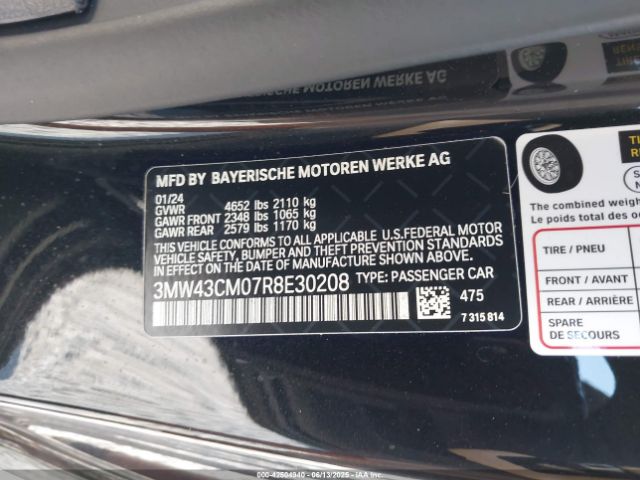 BAYERISCHE MOTOREN WERKE AG
MFD BY BAYERISCHE MOTOREN WERKE AG
01/24
GVWR 4652 lbs 2110 kg
GAWR FRONT 2348 lbs 1065 kg
GAWR REAR 2579 lbs 1170 kg
THIS VEHICLE CONFORMS TO ALL APPLICABLE U.S.FEDERAL MOTOR
VEHICLE SAFETY, BUMPER AND THEFT PREVENTION STANDARDS
IN EFFECT ON THE DATE OF MANUFACTURE SHOWN ABOVE.
3MW43CM07R8E30208 TYPE: PASSENGER CAR
475
7 315 814
The combined weigh
Le poids total des o
TIRE / PNEU
FRONT / AVANT
REAR / ARRIÈRE
SPARE
DE SECOURS
000-42504940 - 06/13/2025 - IAAI.COM